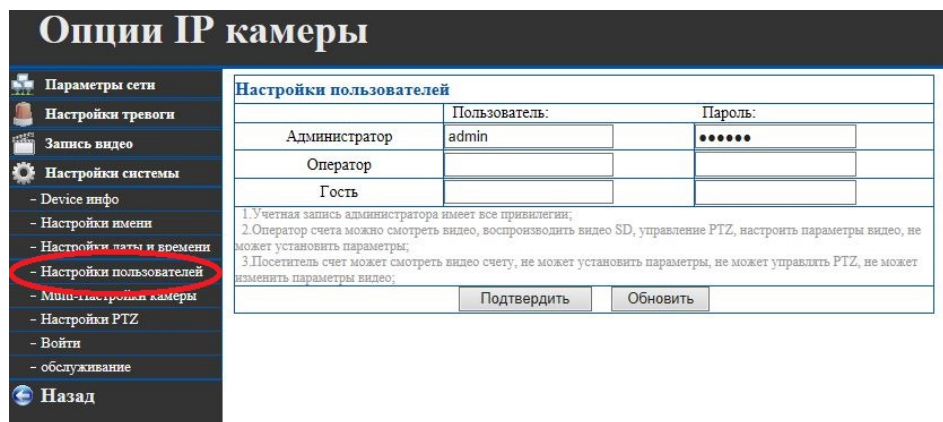 Опции IP камеры
Параметры сети
Настройки тревоги
Запись видео
Настройки системы
- Device инфо
- Настройки имени
- Настройки даты и времени
- Настройки пользователей
- Multi-Настройки камеры
- Настройки PTZ
- Войти
- обслуживание
Назад
Настройки пользователей
Пользователь: Пароль:
Администратор admin ●●●●●●
Оператор
Гость
1.Учетная запись администратора имеет все привилегии;
2.Оператор счета можно смотреть видео, воспроизводить видео SD, управление PTZ, настроить параметры видео, не
может установить параметры;
3.Посетитель счет может смотреть видео счету, не может установить параметры, не может управлять PTZ, не может
изменить параметры видео;
Подтвердить Обновить